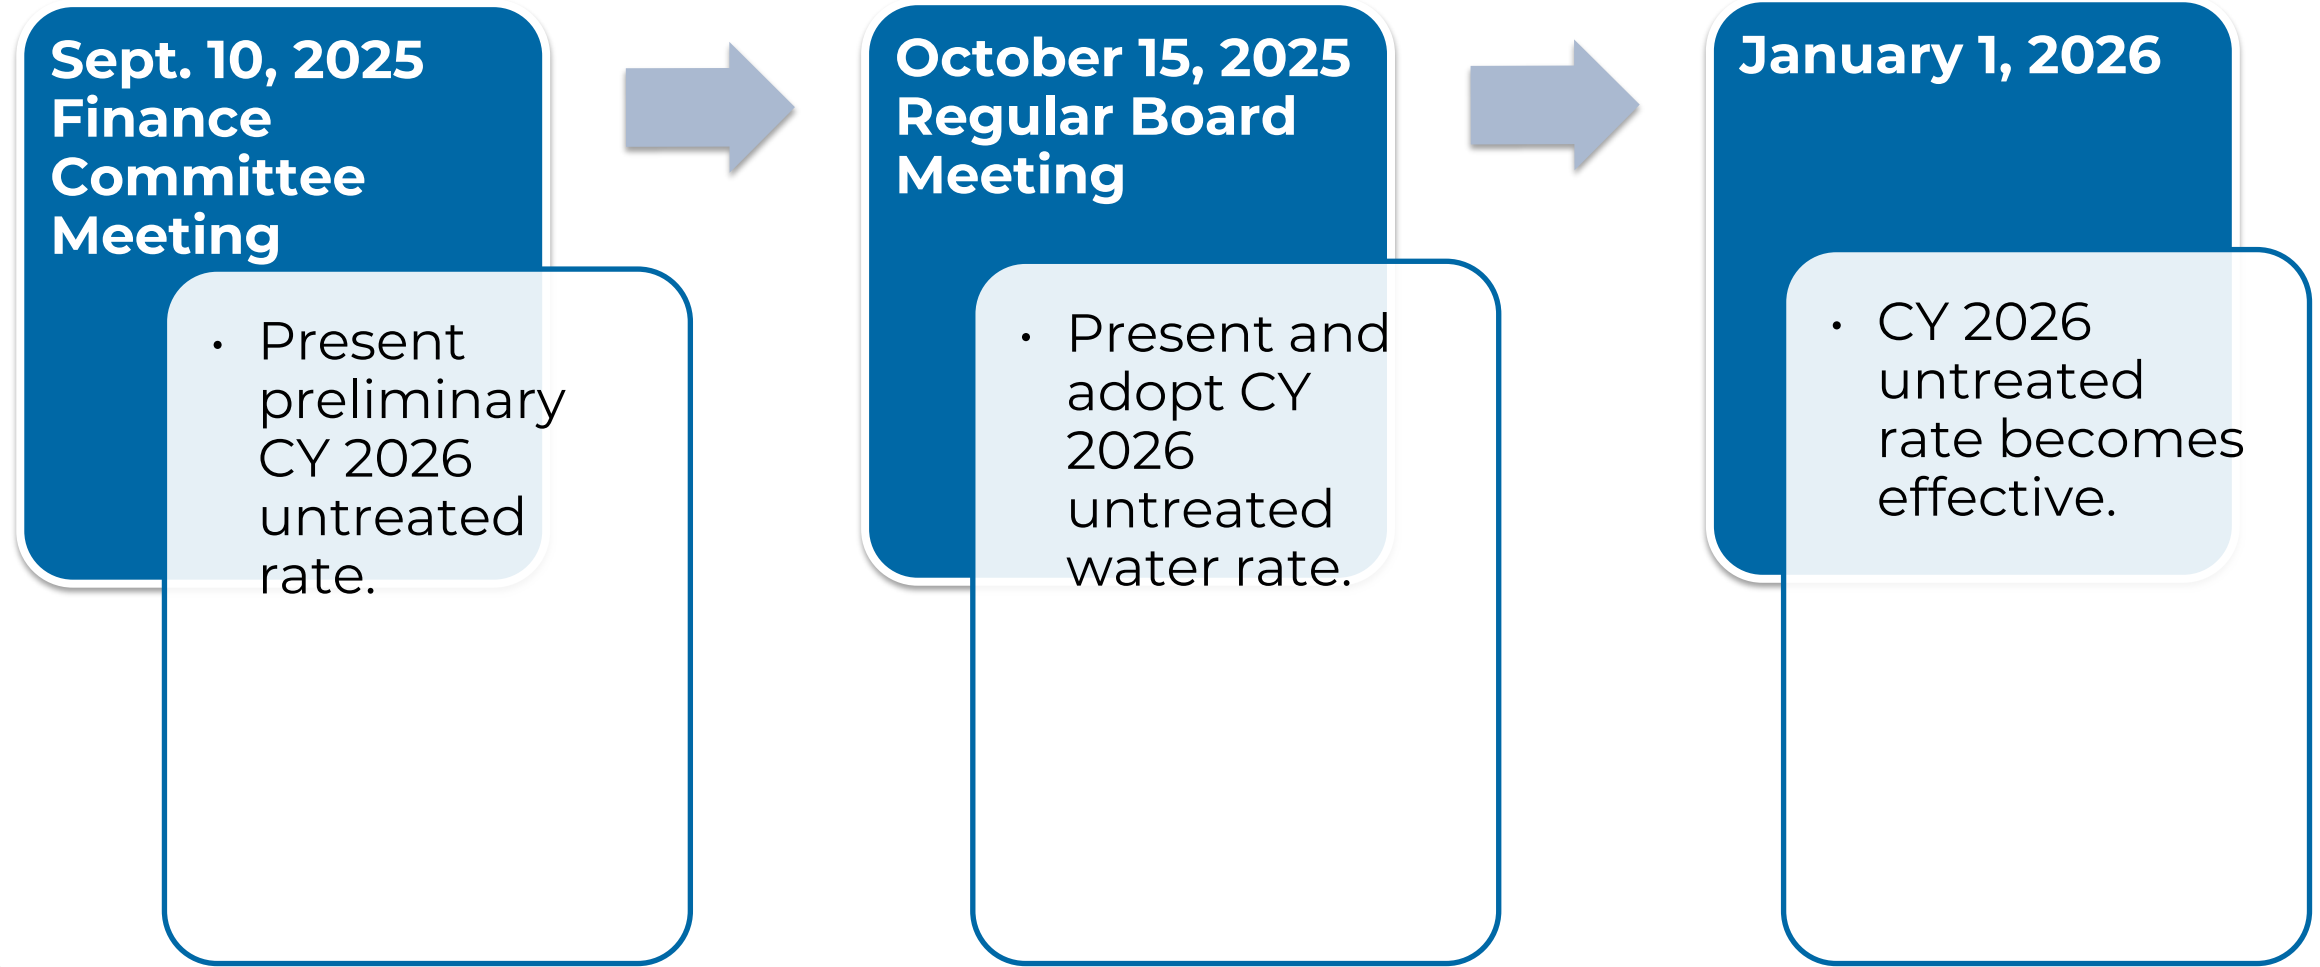 Sept. 10, 2025
Finance
Committee
Meeting
• Present
preliminary
CY 2026
untreated
rate.
October 15, 2025
Regular Board
Meeting
• Present and
adopt CY
2026
untreated
water rate.
January 1, 2026
• CY 2026
untreated
rate becomes
effective.